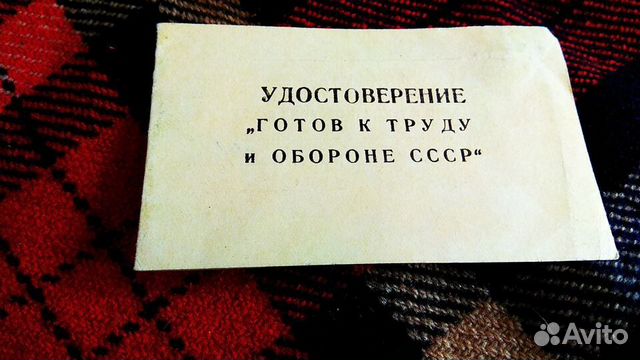 УДОСТОВЕРЕНИЕ
„ГОТОВ К ТРУДУ
и ОБОРОНЕ СССР“
Avito